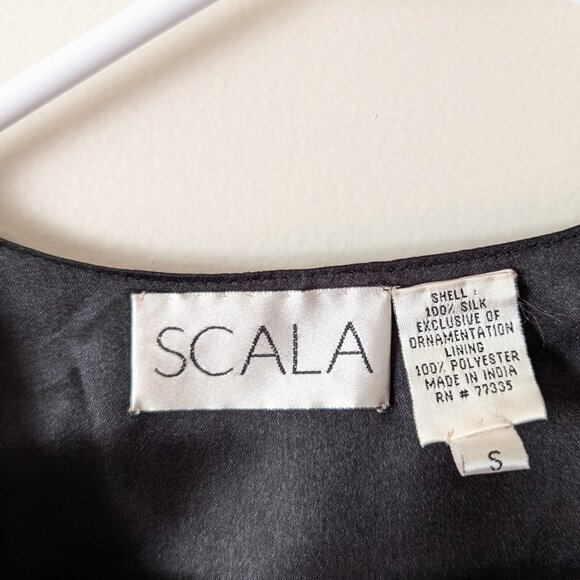 SCALA
SHELL :
100% SILK
EXCLUSIVE OF
ORNAMENTATION
LINING
100% POLYESTER
MADE IN INDIA
RN # 77335
S